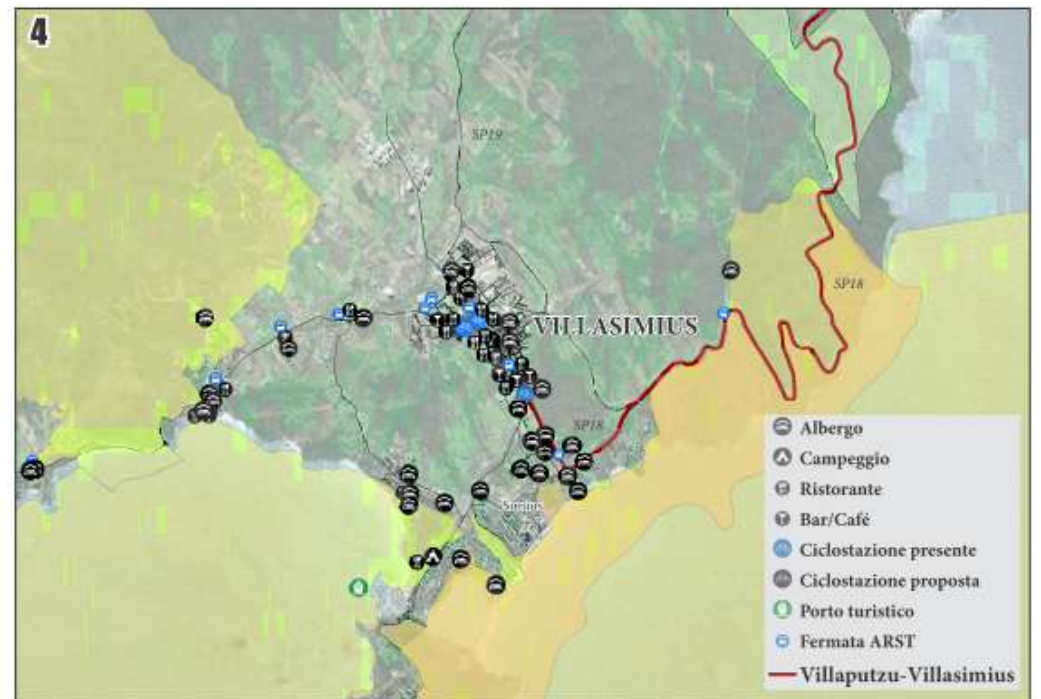 4
SP19
SP18
VILLASIMIUS
SP18
Simius
Albergo
Campeggio
Ristorante
Bar/Café
Ciclostazione presente
Ciclostazione proposta
Porto turistico
Fermata ARST
Villaputzu-Villasimius